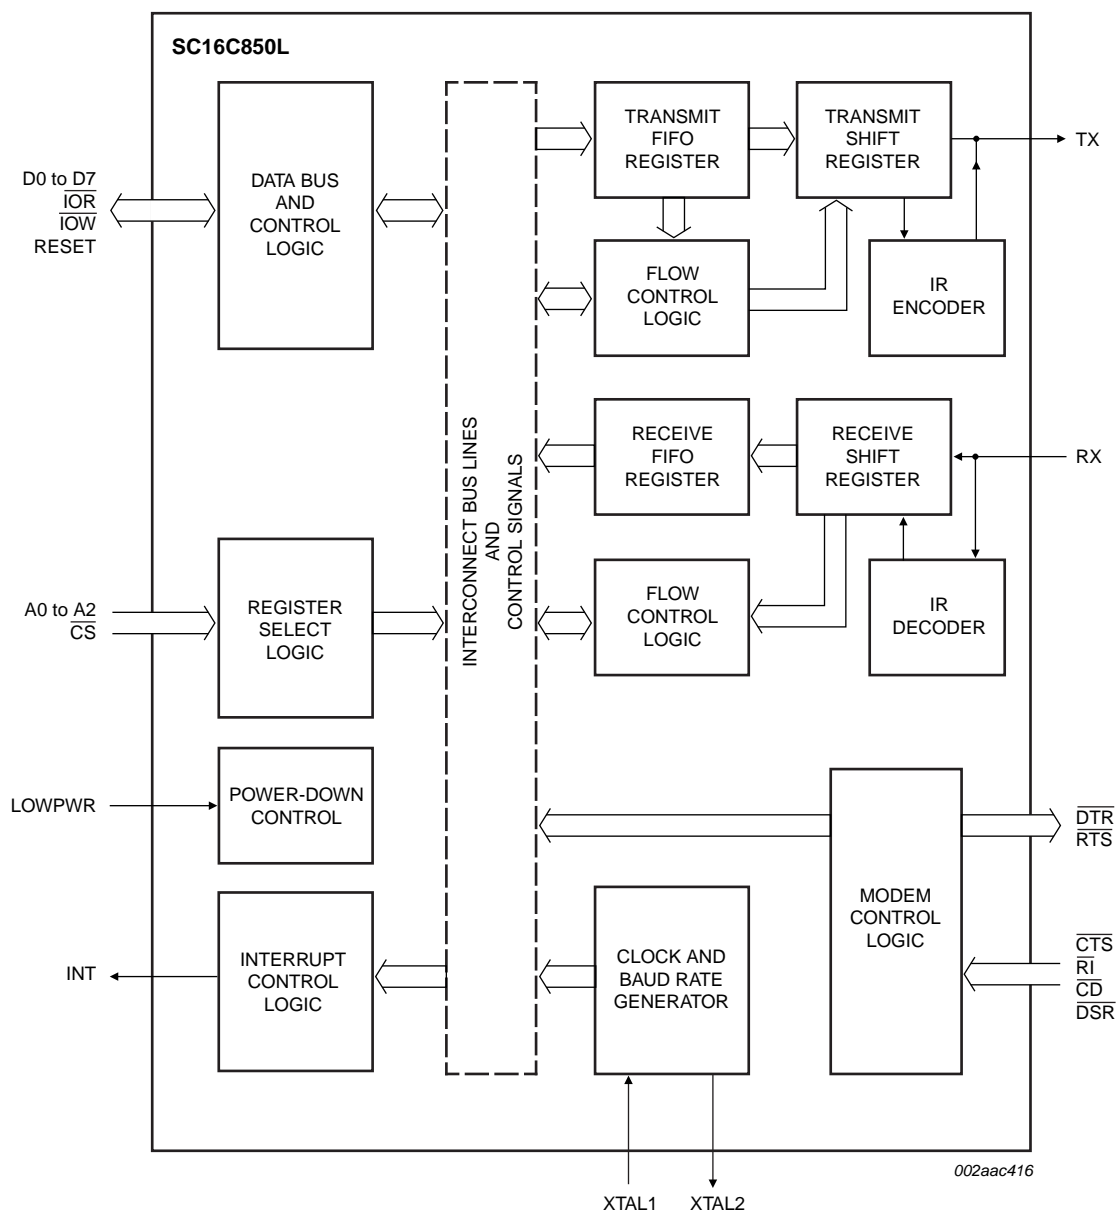 SC16C850L
D0 to D7
IOR
IOW
RESET
DATA BUS
AND
CONTROL
LOGIC
TRANSMIT
FIFO
REGISTER
TRANSMIT
SHIFT
REGISTER
TX
FLOW
CONTROL
LOGIC
IR
ENCODER
INTERCONNECT BUS LINES
AND
CONTROL SIGNALS
RECEIVE
FIFO
REGISTER
RECEIVE
SHIFT
REGISTER
RX
A0 to A2
CS
REGISTER
SELECT
LOGIC
FLOW
CONTROL
LOGIC
IR
DECODER
LOWPWR
POWER-DOWN
CONTROL
DTR
RTS
MODEM
CONTROL
LOGIC
INT
INTERRUPT
CONTROL
LOGIC
CLOCK AND
BAUD RATE
GENERATOR
CTS
RI
CD
DSR
XTAL1
XTAL2
002aac416